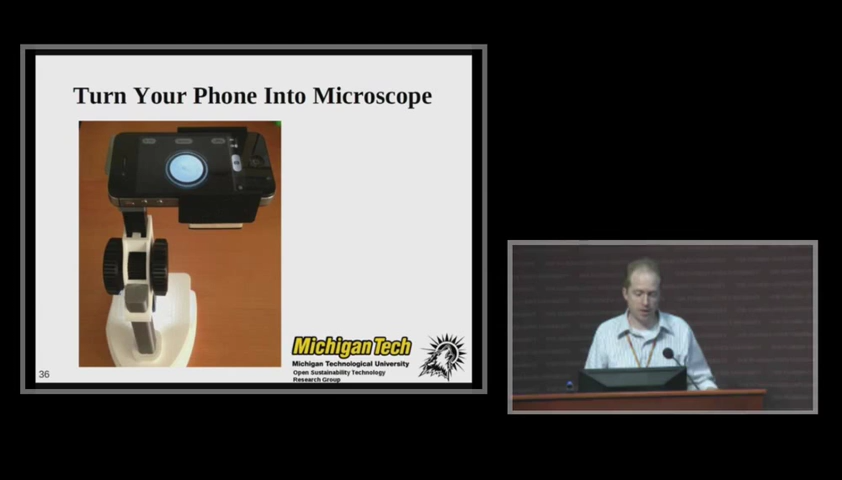 Turn Your Phone Into Microscope
Michigan Tech
Michigan Technological University
Open Sustainability Technology
Research Group
36